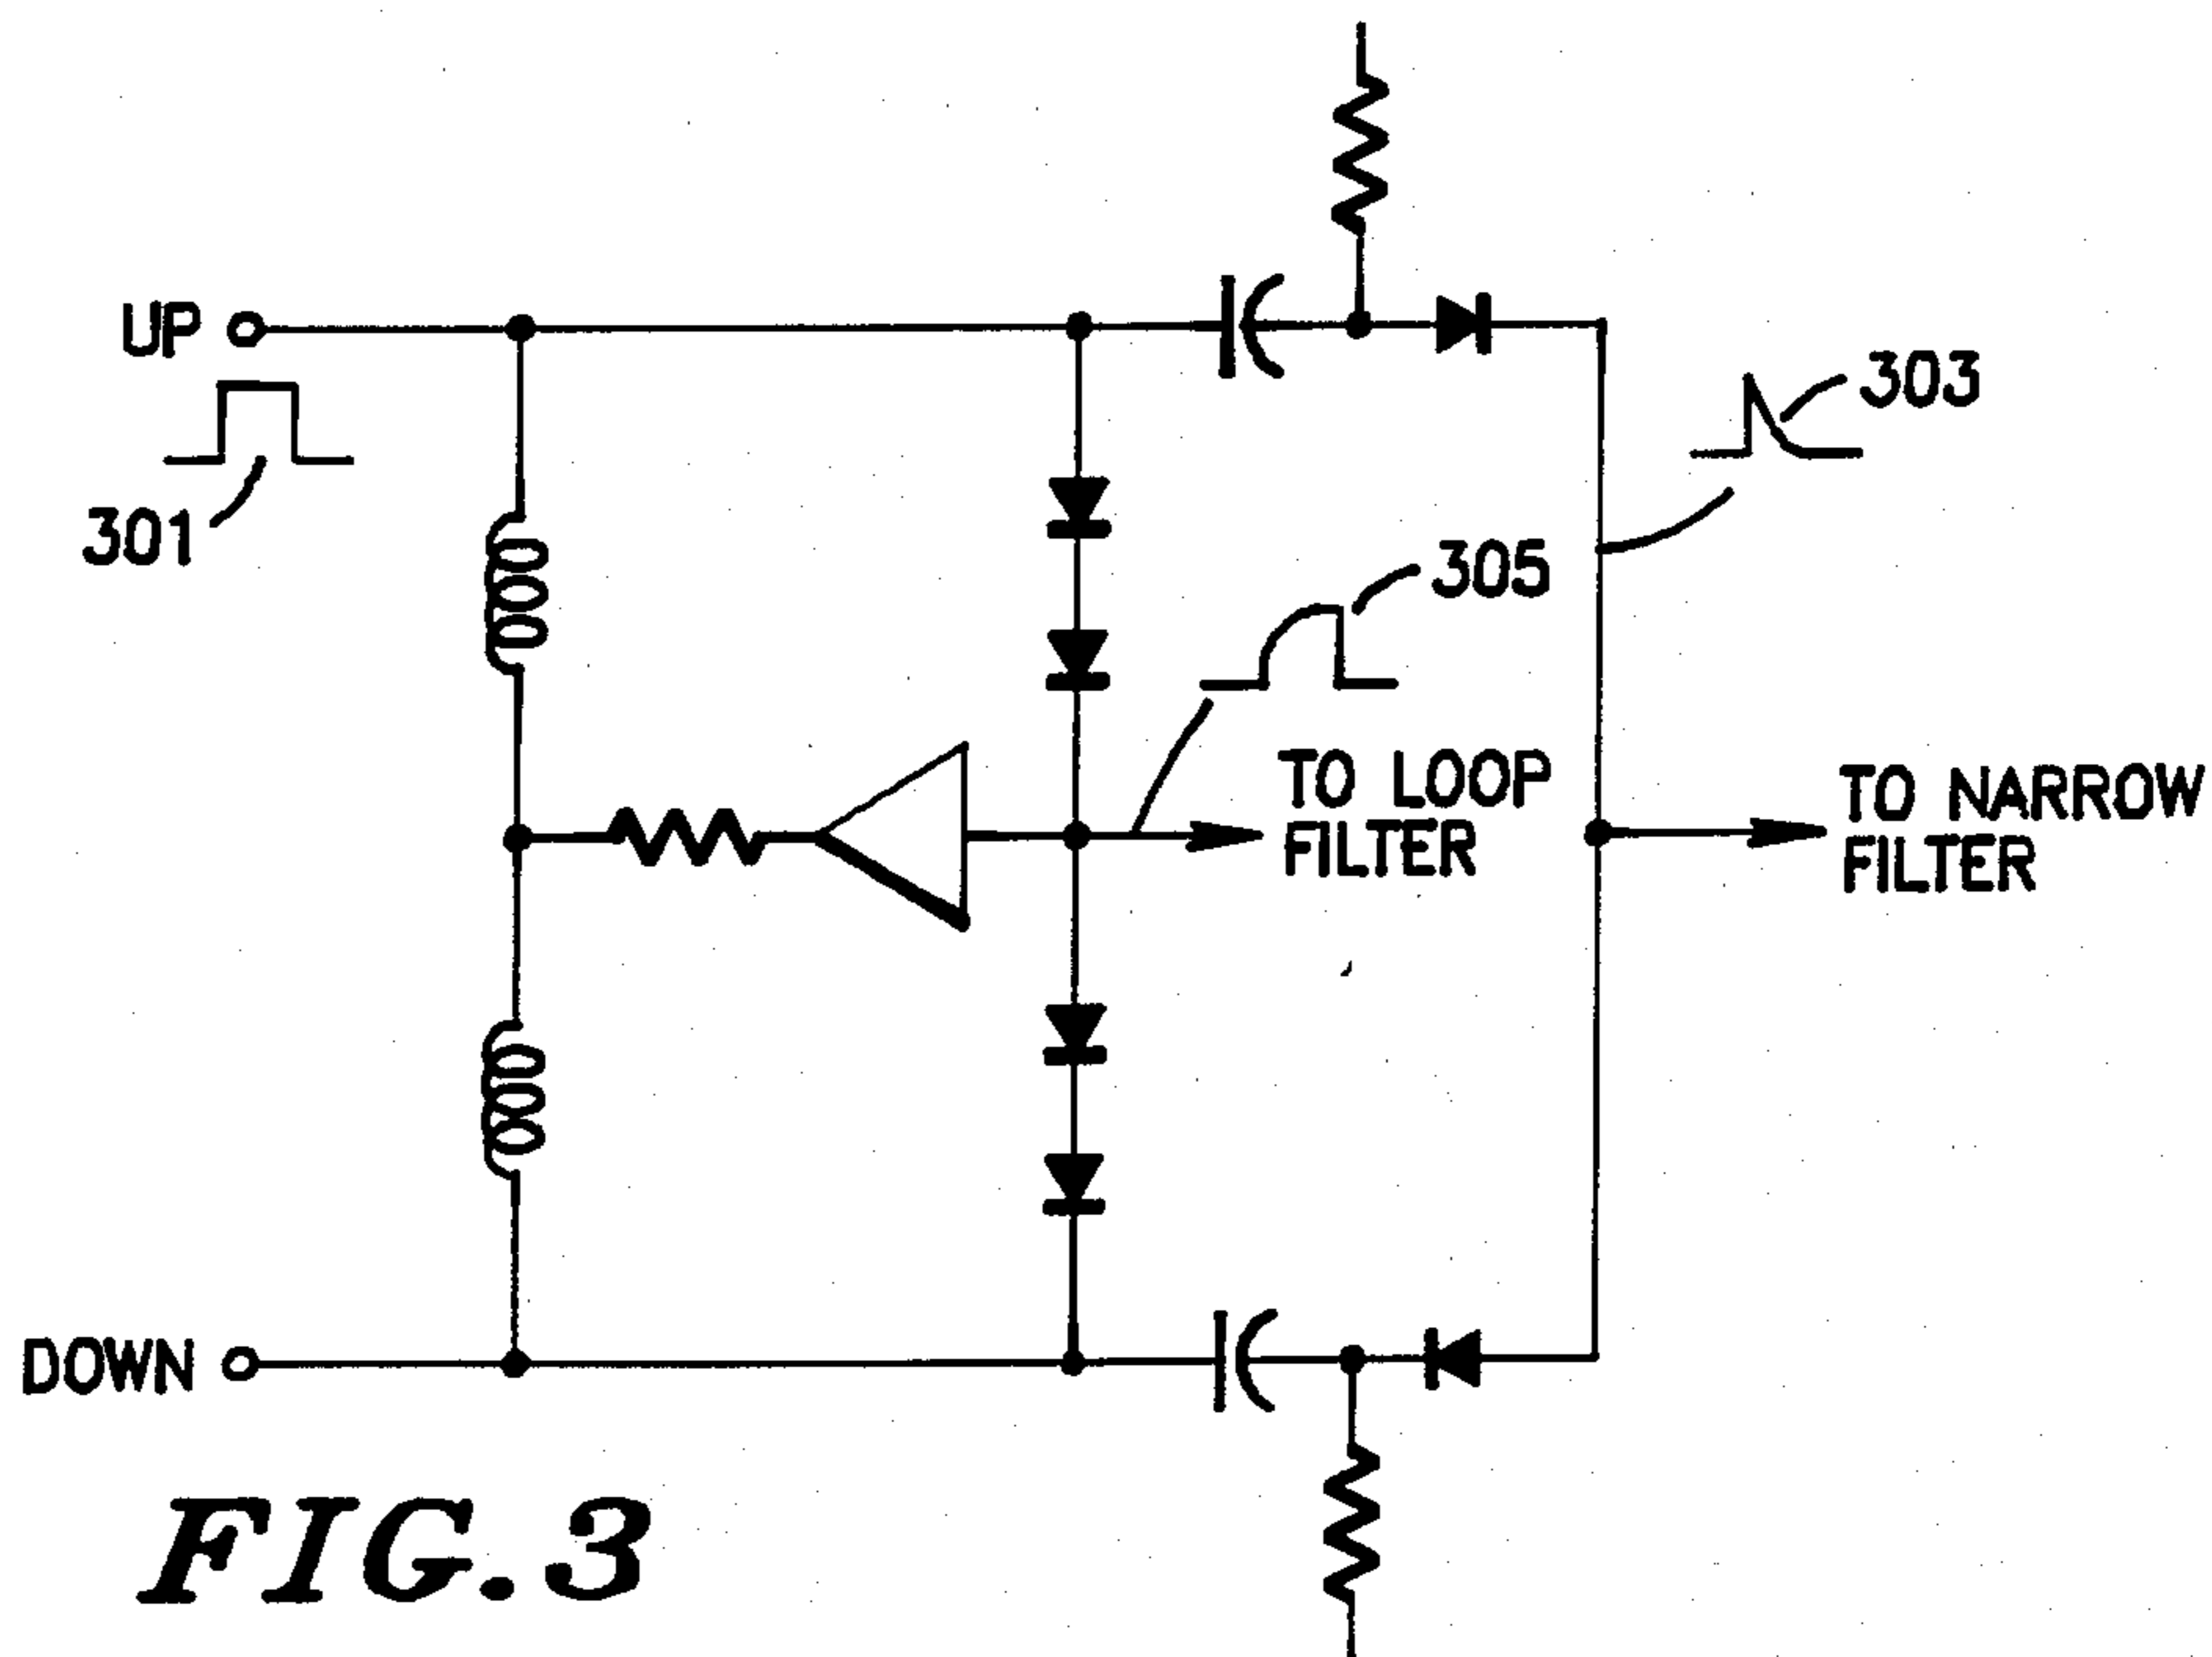 UP
301
303
305
TO LOOP
FILTER
TO NARROW
FILTER
DOWN
FIG.3